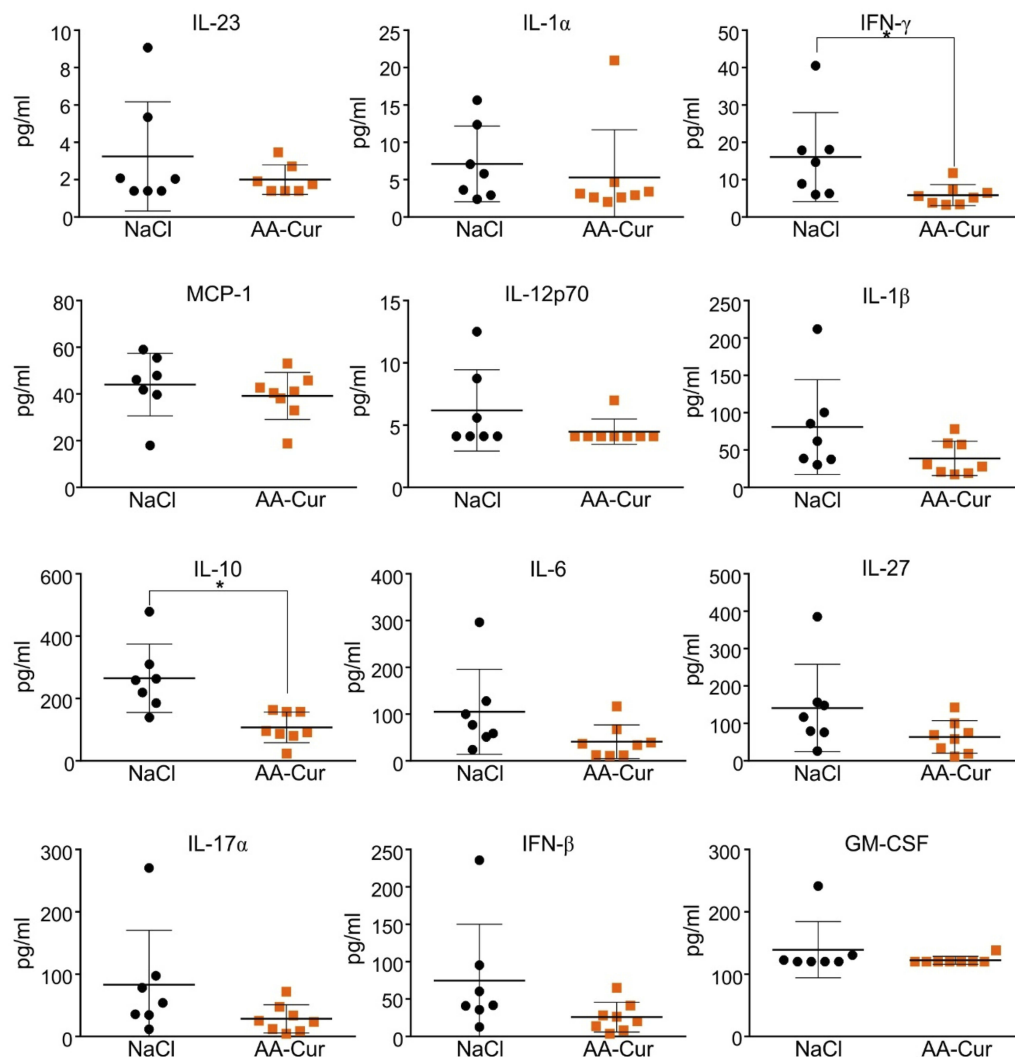 IL-23
IL-1α
IFN-γ
*
pg/ml
10
8
6
4
2
0
NaCl
AA-Cur
pg/ml
25
20
15
10
5
0
NaCl
AA-Cur
pg/ml
50
40
30
20
10
0
NaCl
AA-Cur
MCP-1
IL-12p70
IL-1β
pg/ml
80
60
40
20
0
NaCl
AA-Cur
pg/ml
15
10
5
0
NaCl
AA-Cur
pg/ml
250
200
150
100
50
0
NaCl
AA-Cur
IL-10
*
IL-6
IL-27
pg/ml
600
400
200
0
NaCl
AA-Cur
pg/ml
400
300
200
100
0
NaCl
AA-Cur
pg/ml
500
400
300
200
100
0
NaCl
AA-Cur
IL-17α
IFN-β
GM-CSF
pg/ml
300
200
100
0
NaCl
AA-Cur
pg/ml
250
200
150
100
50
0
NaCl
AA-Cur
pg/ml
300
200
100
0
NaCl
AA-Cur